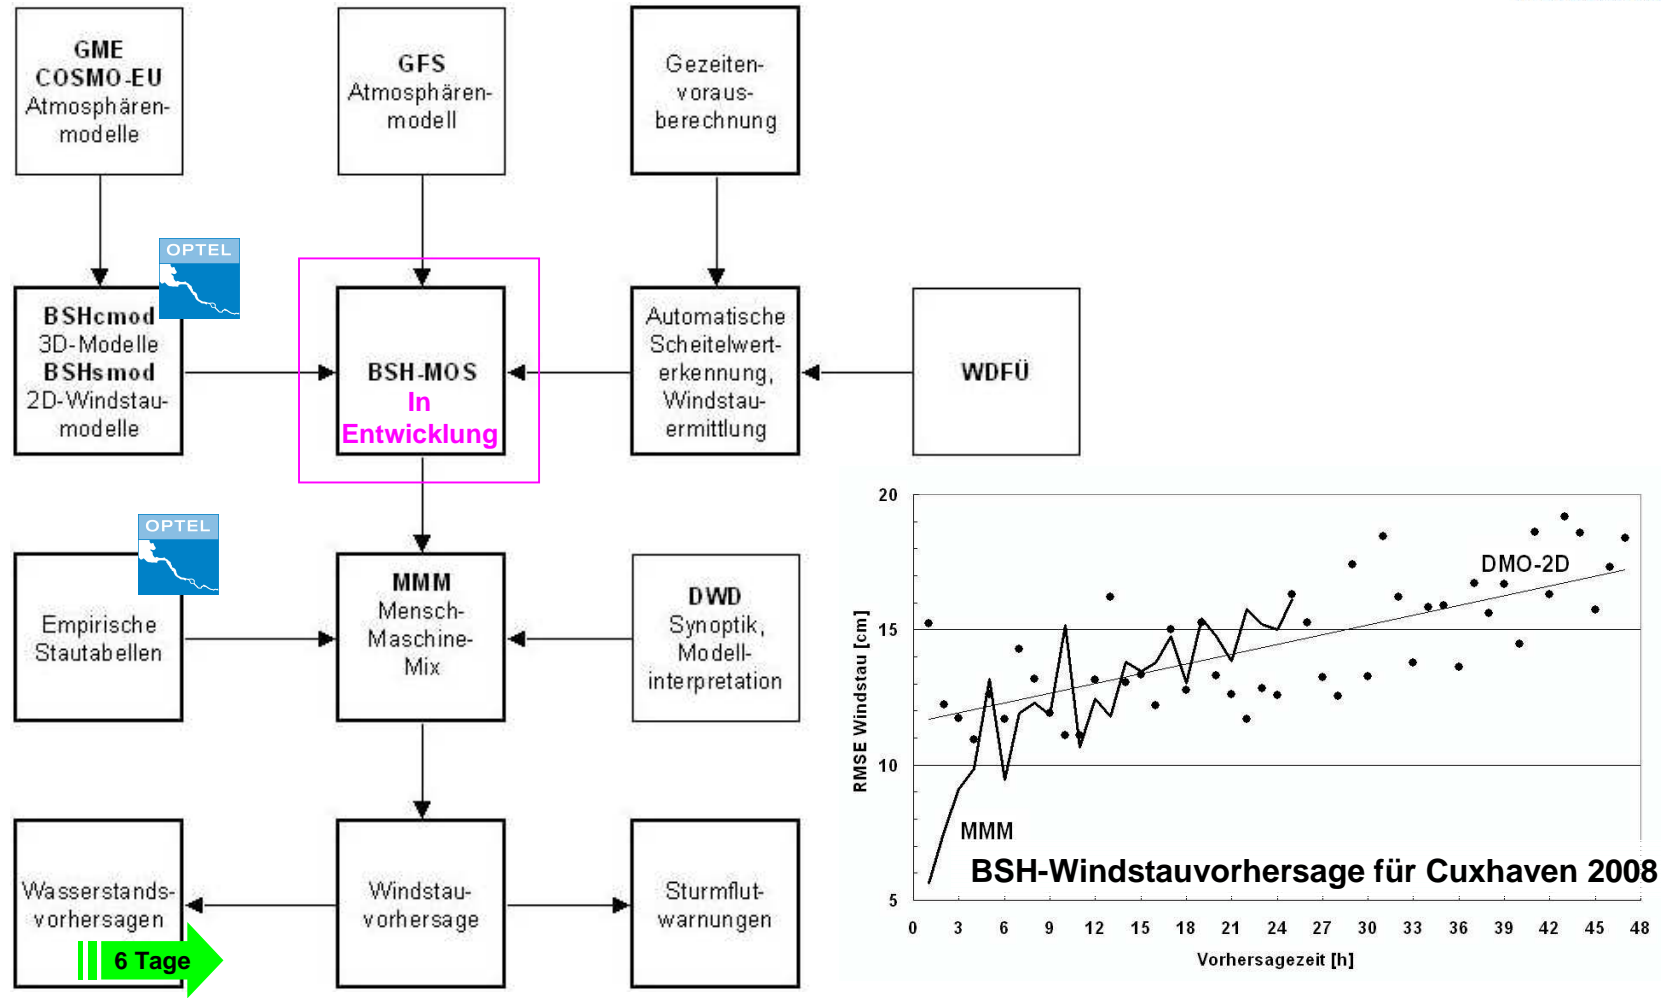 GME
COSMO-EU
Atmosphären-
modelle
GFS
Atmosphären-
modell
Gezeiten-
voraus-
berechnung
OPTEL
BSHcmod
3D-Modelle
BSHsmod
2D-Windstau-
modelle
BSH-MOS
In
Entwicklung
Automatische
Scheitelwert-
erkennung,
Windstau-
ermittlung
WDFÜ
OPTEL
Empirische
Stautabellen
MMM
Mensch-
Maschine-
Mix
DWD
Synoptik,
Modell-
interpretation
Wasserstands-
vorhersagen
6 Tage
Windstau-
vorhersage
Sturmflut-
warnungen
RMSE Windstau [cm]
20
15
10
5
DMO-2D
MMM
BSH-Windstauvorhersage für Cuxhaven 2008
0 3 6 9 12 15 18 21 24 27 30 33 36 39 42 45 48
Vorhersagezeit [h]